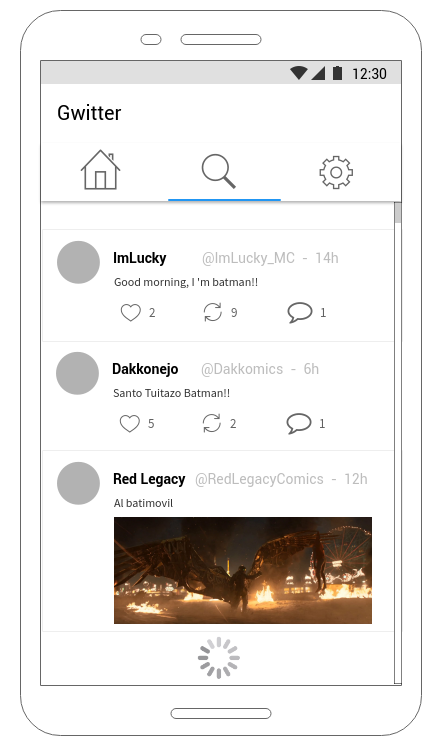 12:30
Gwitter
ImLucky @ImLucky_MC - 14h
Good morning, I 'm batman!!
2 9 1
Dakkonejo @Dakkomics - 6h
Santo Tuitazo Batman!!
5 2 1
Red Legacy @RedLegacyComics - 12h
Al batimovil